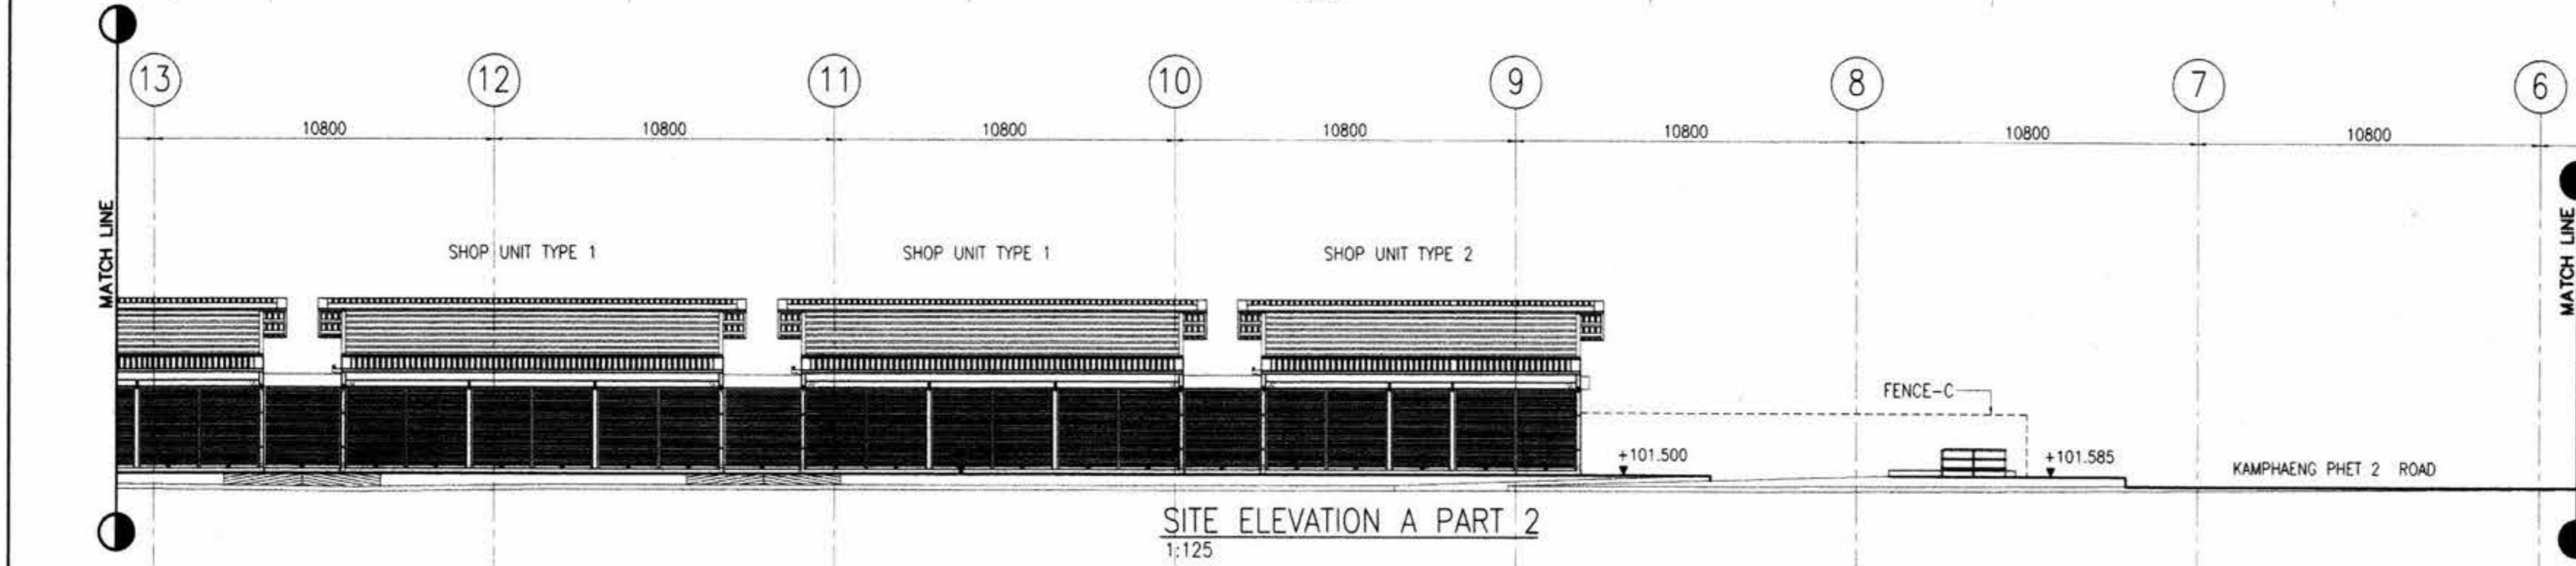 13 12 11 10 9 8 7 6
10800 10800 10800 10800 10800 10800 10800
MATCH LINE
MATCH LINE
SHOP UNIT TYPE 1
SHOP UNIT TYPE 1
SHOP UNIT TYPE 2
FENCE-C
+101.500
+101.585
KAMPHAENG PHET 2 ROAD
SITE ELEVATION A PART 2
1:125